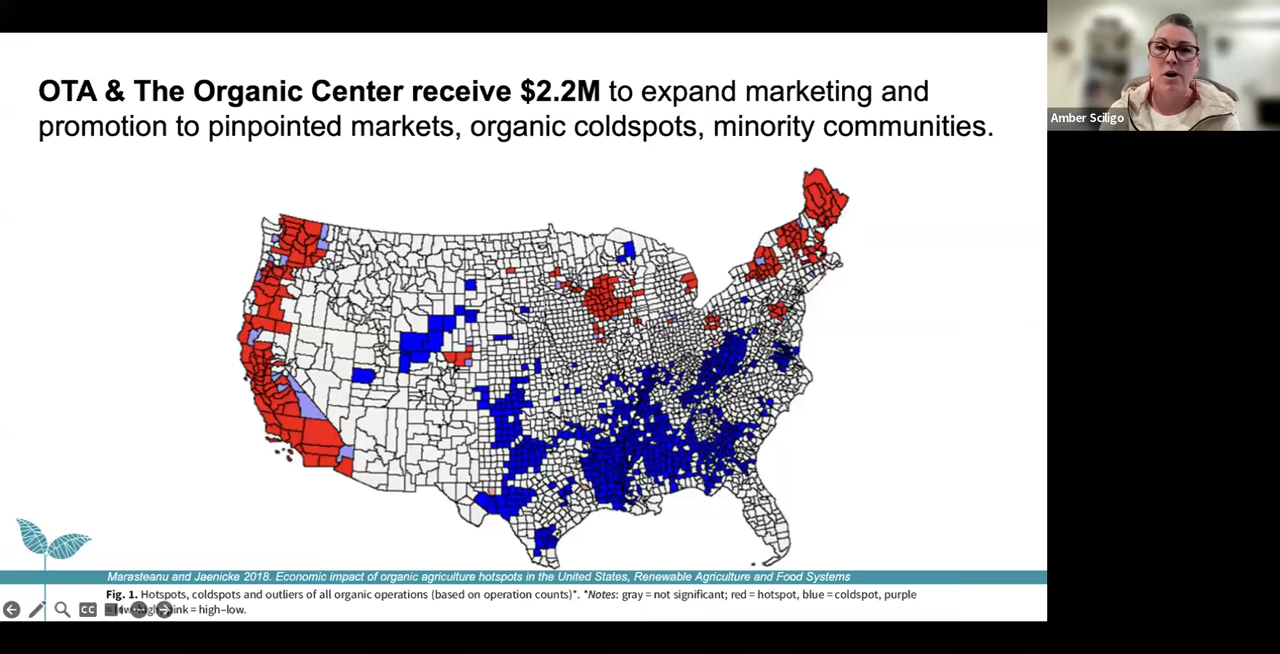 OTA & The Organic Center receive $2.2M to expand marketing and
promotion to pinpointed markets, organic coldspots, minority communities.
Amber Sciligo
Marasteanu and Jaenicke 2018. Economic impact of organic agriculture hotspots in the United States, Renewable Agriculture and Food Systems
Fig. 1. Hotspots, coldspots and outliers of all organic operations (based on operation counts)*. *Notes: gray = not significant; red = hotspot, blue = coldspot, purple
= high–low.
CC